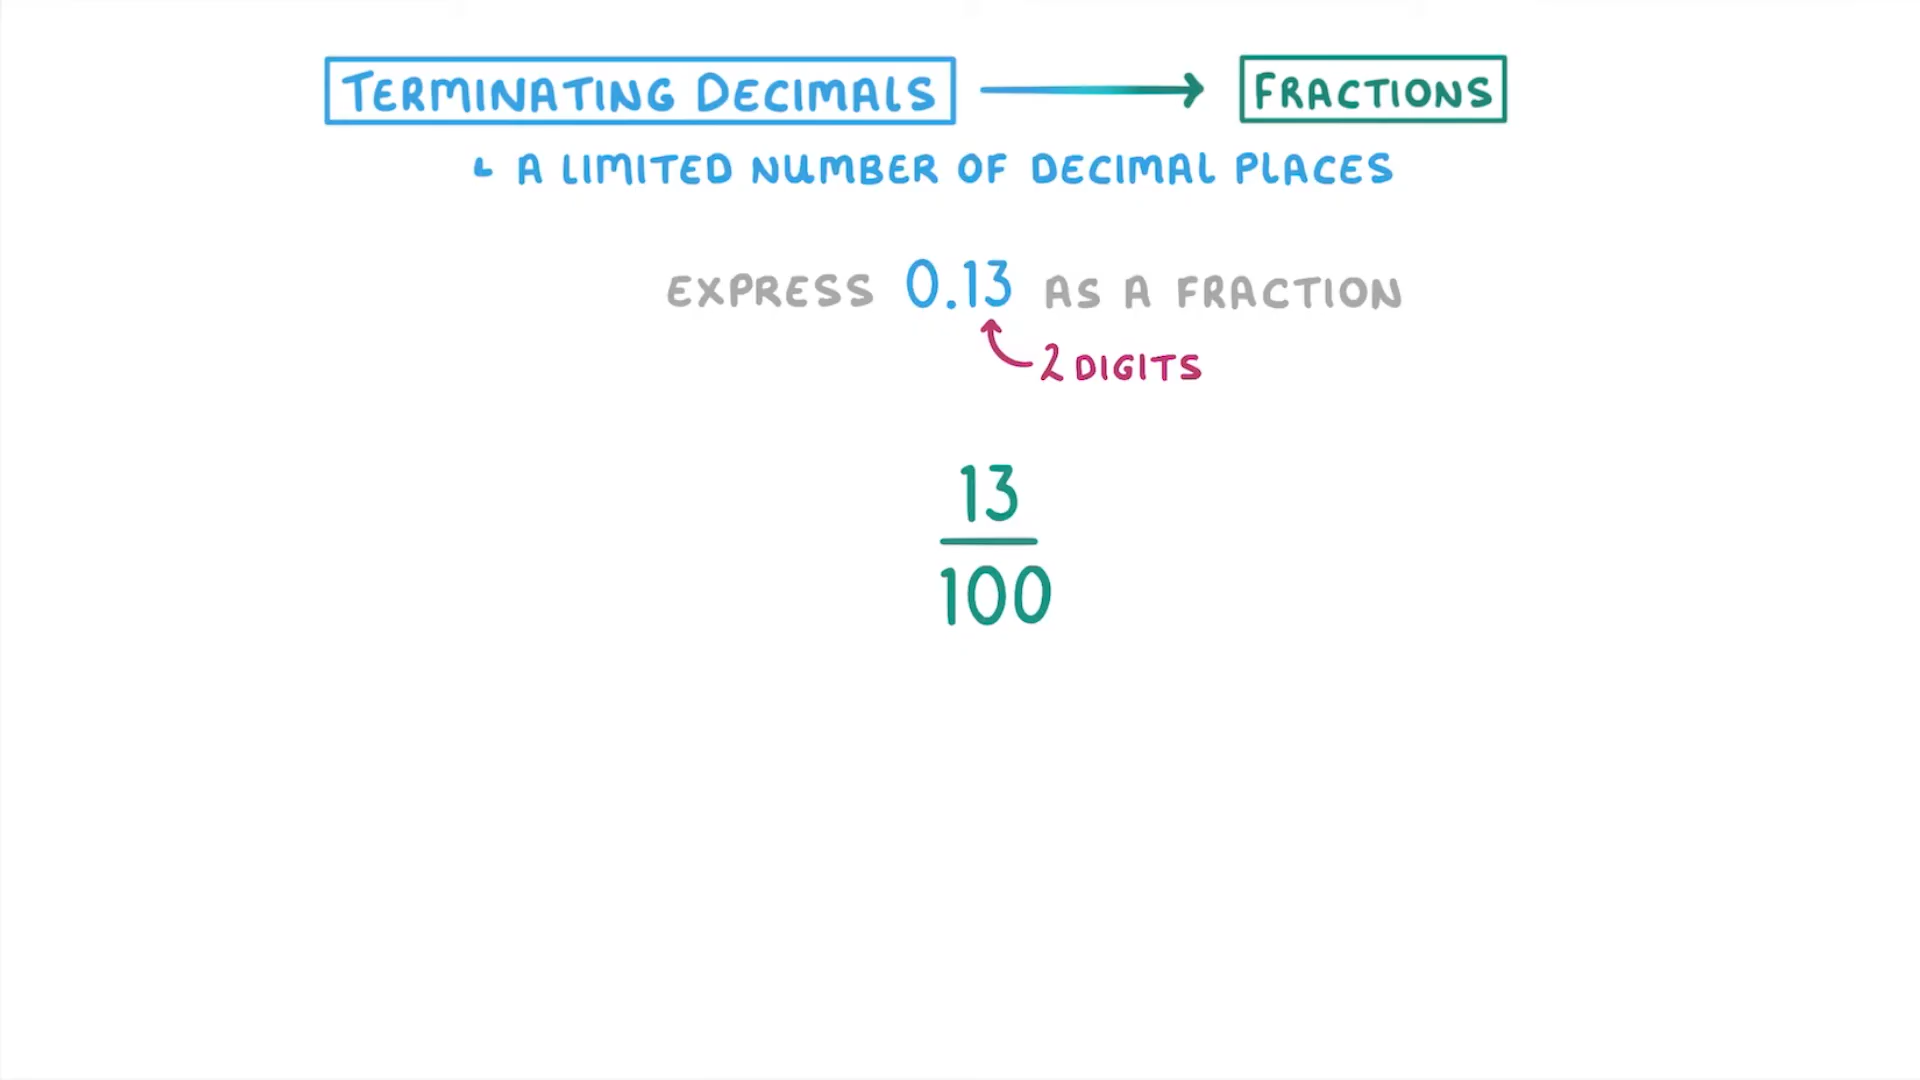 TERMINATING DECIMALS → FRACTIONS
↳ A LIMITED NUMBER OF DECIMAL PLACES
EXPRESS 0.13 AS A FRACTION
2 DIGITS
13
100